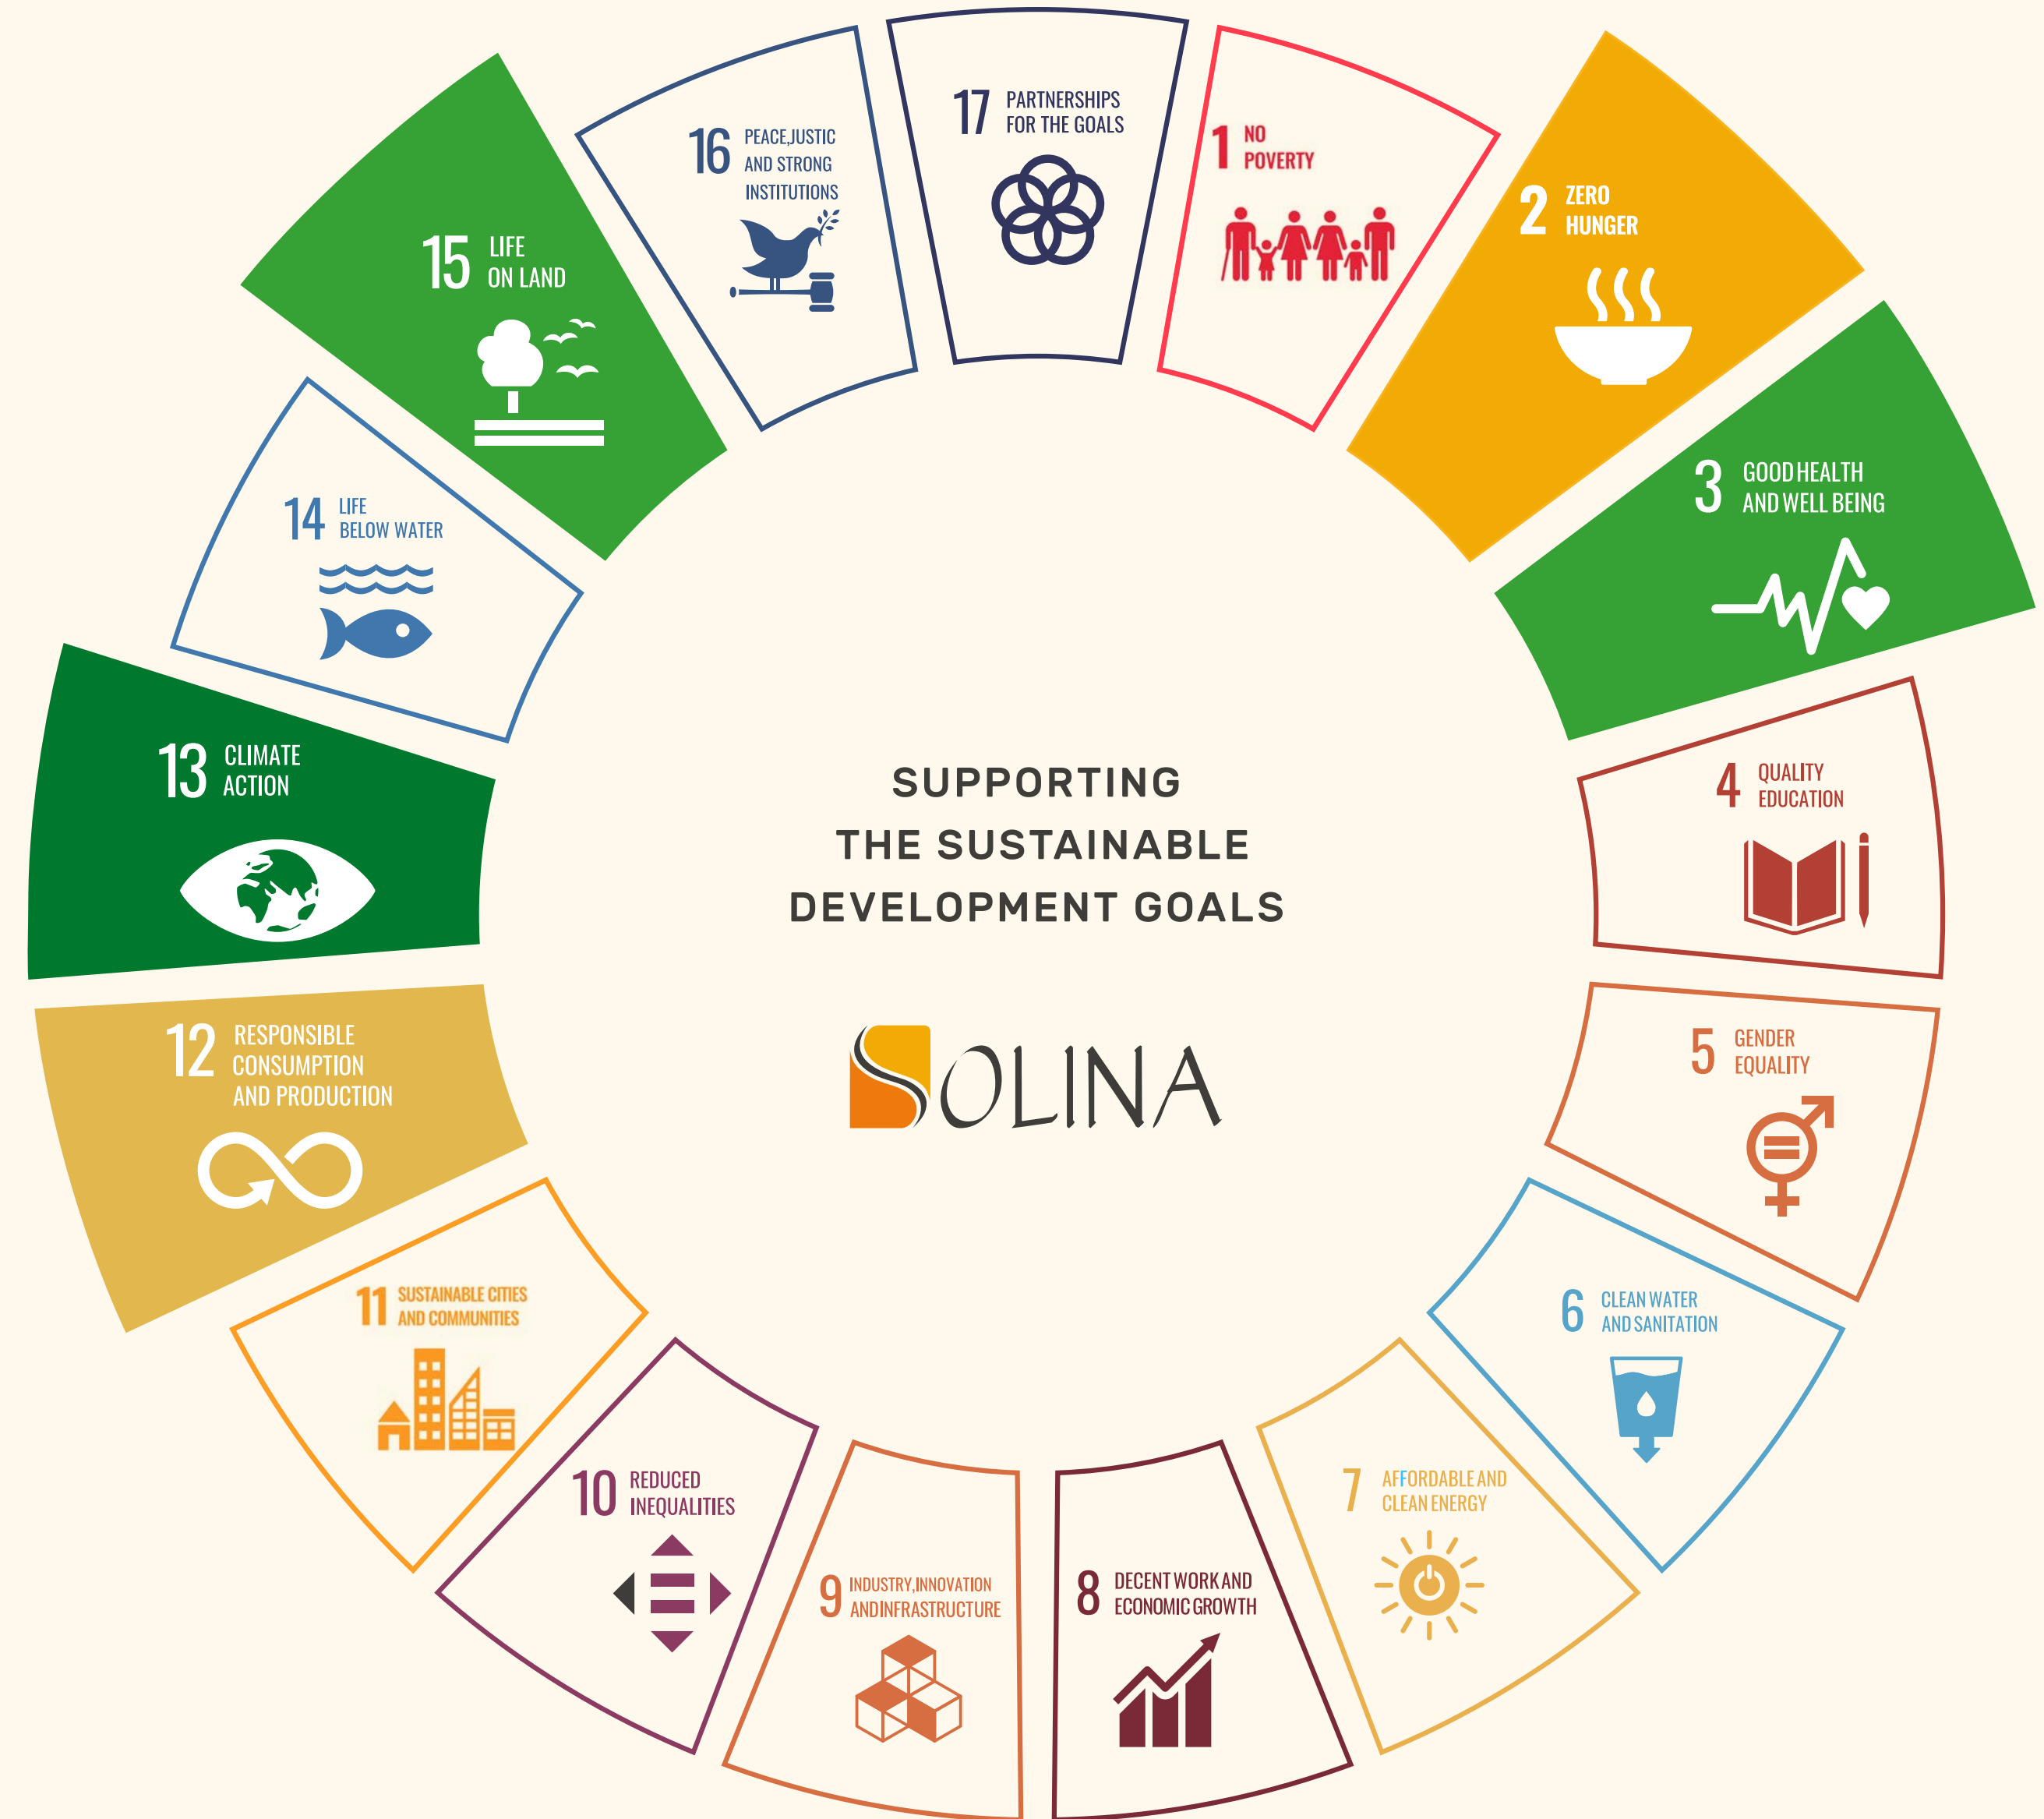 17 PARTNERSHIPS
FOR THE GOALS
1 NO
POVERTY
2 ZERO
HUNGER
3 GOOD HEALTH
AND WELL BEING
4 QUALITY
EDUCATION
5 GENDER
EQUALITY
6 CLEAN WATER
AND SANITATION
7 AFFORDABLE AND
CLEAN ENERGY
8 DECENT WORK AND
ECONOMIC GROWTH
9 INDUSTRY,INNOVATION
ANDINFRASTRUCTURE
10 REDUCED
INEQUALITIES
11 SUSTAINABLE CITIES
AND COMMUNITIES
12 RESPONSIBLE
CONSUMPTION
AND PRODUCTION
13 CLIMATE
ACTION
14 LIFE
BELOW WATER
15 LIFE
ON LAND
16 PEACE,JUSTIC
AND STRONG
INSTITUTIONS
SUPPORTING
THE SUSTAINABLE
DEVELOPMENT GOALS
SOLINA